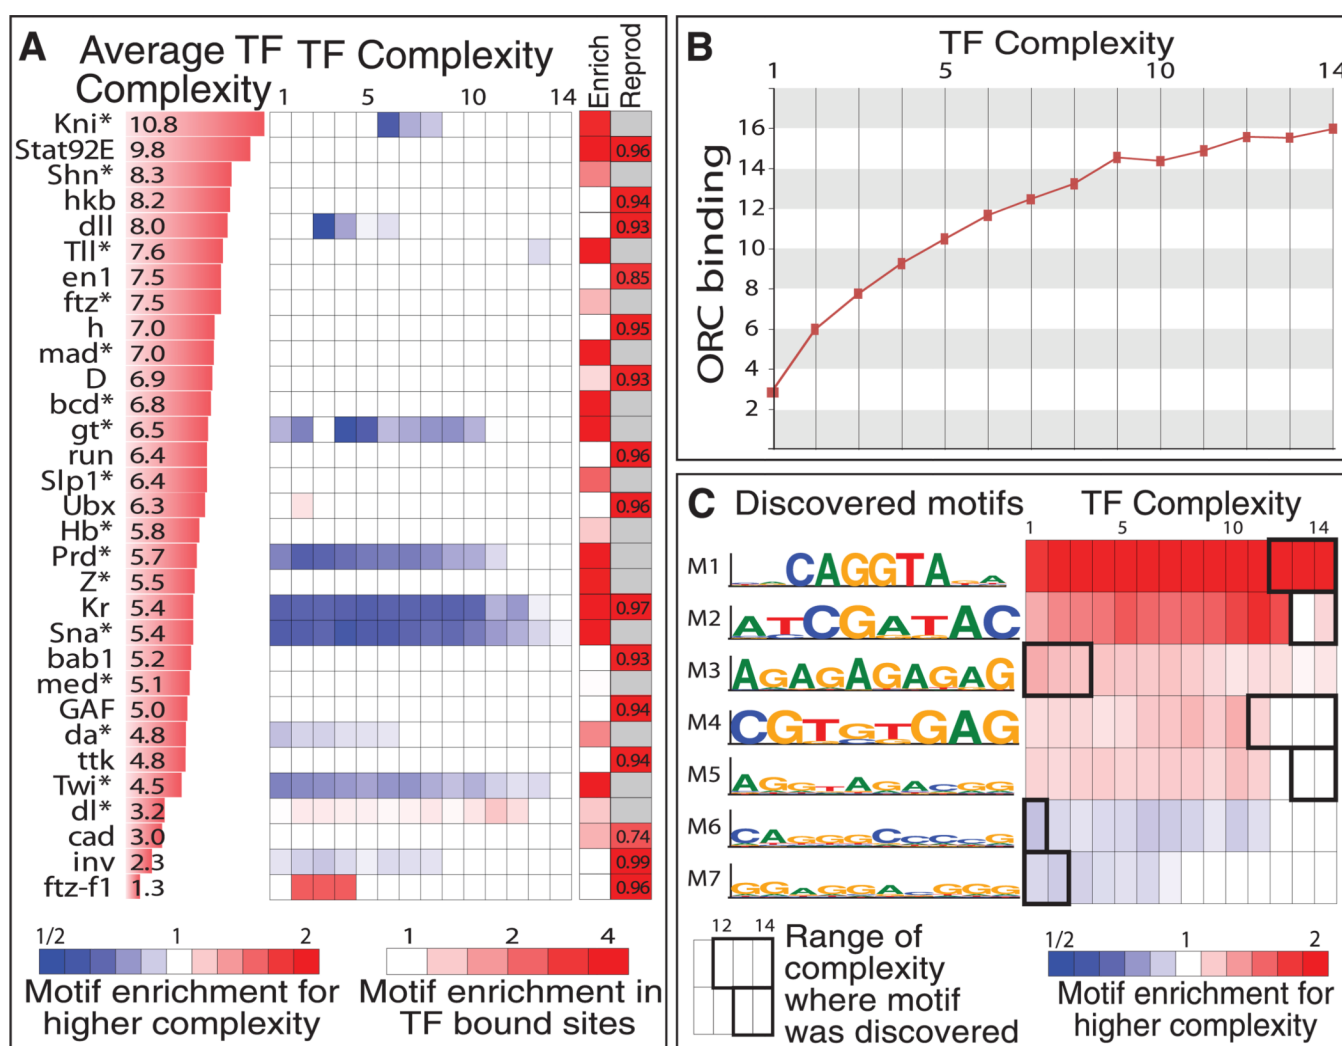 A Average TF Complexity TF Complexity Enrich Reprod
1 5 10 14
Kni* 10.8
Stat92E 9.8 0.96
Shn* 8.3
hkb 8.2 0.94
dll 8.0 0.93
Tll* 7.6
en1 7.5 0.85
ftz* 7.5
h 7.0 0.95
mad* 7.0
D 6.9 0.93
bcd* 6.8
gt* 6.5
run 6.4 0.96
Slp1* 6.4
Ubx 6.3 0.96
Hb* 5.8
Prd* 5.7
Z* 5.5
Kr 5.4 0.97
Sna* 5.4
bab1 5.2 0.93
med* 5.1
GAF 5.0 0.94
da* 4.8
ttk 4.8 0.94
Twi* 4.5
dl* 3.2
cad 3.0 0.74
inv 2.3 0.99
ftz-f1 1.3 0.96
1/2 1 2
Motif enrichment for
higher complexity
1 2 4
Motif enrichment in
TF bound sites
B TF Complexity
1 5 10 14
ORC binding
16
14
12
10
8
6
4
2
C Discovered motifs TF Complexity
1 5 10 14
M1 CAGGTA
M2 ATCGATAC
M3 AGAGAGAGAG
M4 CGTGTGAG
M5 AGGTAGACGG
M6 CAGGGCCCCG
M7 GGAGGACGGG
12 14
Range of
complexity
where motif
was discovered
1/2 1 2
Motif enrichment for
higher complexity